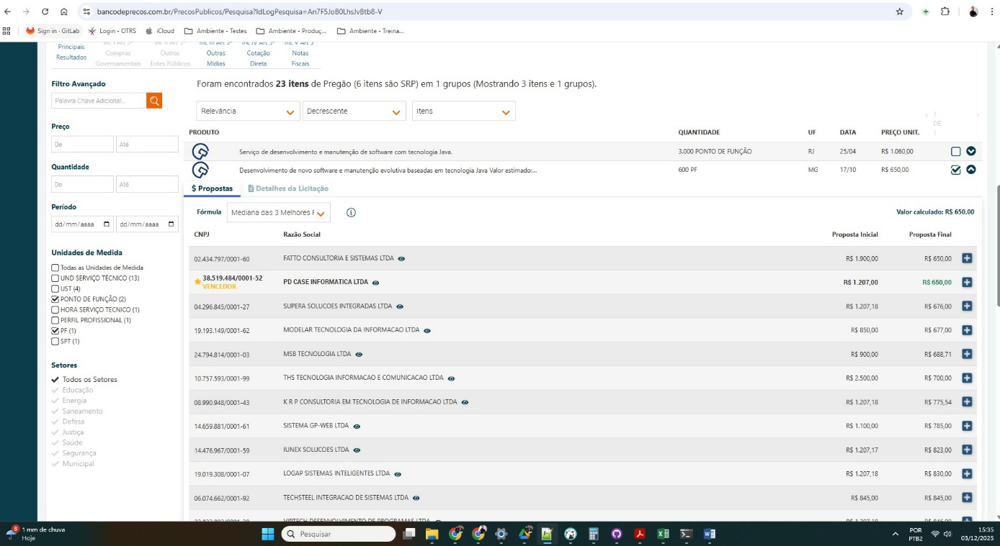 bancodeprecos.com.br/PrecosPublicos/Pesquisa?IdLogPesquisa=An7F5JoB0LhsJvBtb8-V
Sign in · GitLab
Login - OTRS
iCloud
Ambiente - Testes
Ambiente - Produç...
Ambiente - Treina...
Principais Resultados
Compras Governamentais
Outros Entes Públicos
Outras Mídias
Cotação Direta
Notas Fiscais
Filtro Avançado
Palavra Chave Adicional...
Foram encontrados 23 itens de Pregão (6 itens são SRP) em 1 grupos (Mostrando 3 itens e 1 grupos).
Relevância
Decrescente
Itens
« 1 DE 1 »
Preço
De
Até
Quantidade
De
Até
Período
dd/mm/aaaa
dd/mm/aaaa
Unidades de Medida
Todas as Unidades de Medida
UND SERVIÇO TÉCNICO (13)
UST (4)
PONTO DE FUNÇÃO (2)
HORA SERVIÇO TECNICO (1)
PERFIL PROFISSIONAL (1)
PF (1)
SPT (1)
Setores
Todos os Setores
Educação
Energia
Saneamento
Defesa
Justiça
Saúde
Segurança
Municipal
PRODUTO QUANTIDADE UF DATA PREÇO UNIT.
Serviço de desenvolvimento e manutenção de software com tecnologia Java. 3.000 PONTO DE FUNÇÃO RJ 25/04 R$ 1.060,00
Desenvolvimento de novo software e manutenção evolutiva baseadas em tecnologia Java Valor estimado:... 600 PF MG 17/10 R$ 650,00
$ Propostas
Detalhes da Licitação
Fórmula
Mediana das 3 Melhores
Valor calculado: R$ 650,00
CNPJ Razão Social Proposta Inicial Proposta Final
02.434.797/0001-60 FATTO CONSULTORIA E SISTEMAS LTDA R$ 1.900,00 R$ 650,00
38.519.484/0001-52 VENCEDOR PD CASE INFORMATICA LTDA R$ 1.207,00 R$ 650,00
04.296.845/0001-27 SUPERA SOLUCOES INTEGRADAS LTDA R$ 1.207,18 R$ 676,00
19.193.149/0001-62 MODELAR TECNOLOGIA DA INFORMACAO LTDA R$ 850,00 R$ 677,00
24.794.814/0001-03 MSB TECNOLOGIA LTDA R$ 900,00 R$ 688,71
10.757.593/0001-99 THS TECNOLOGIA INFORMACAO E COMUNICACAO LTDA R$ 2.500,00 R$ 700,00
08.990.948/0001-43 K R P CONSULTORIA EM TECNOLOGIA DE INFORMACAO LTDA R$ 1.207,18 R$ 775,54
14.659.881/0001-61 SISTEMA GP-WEB LTDA R$ 1.100,00 R$ 785,00
14.476.967/0001-59 IUNEX SOLUCOES LTDA R$ 1.207,17 R$ 823,00
19.019.308/0001-07 LOGAP SISTEMAS INTELIGENTES LTDA R$ 1.207,18 R$ 830,00
06.074.662/0001-92 TECHSTEEL INTEGRACAO DE SISTEMAS LTDA R$ 845,00 R$ 845,00
VIRTECH DESENVOLVIMENTO DE PROGRAMAS LTDA
8
1 mm de chuva
Hoje
Pesquisar
POR
PTB2
15:35
03/12/2025